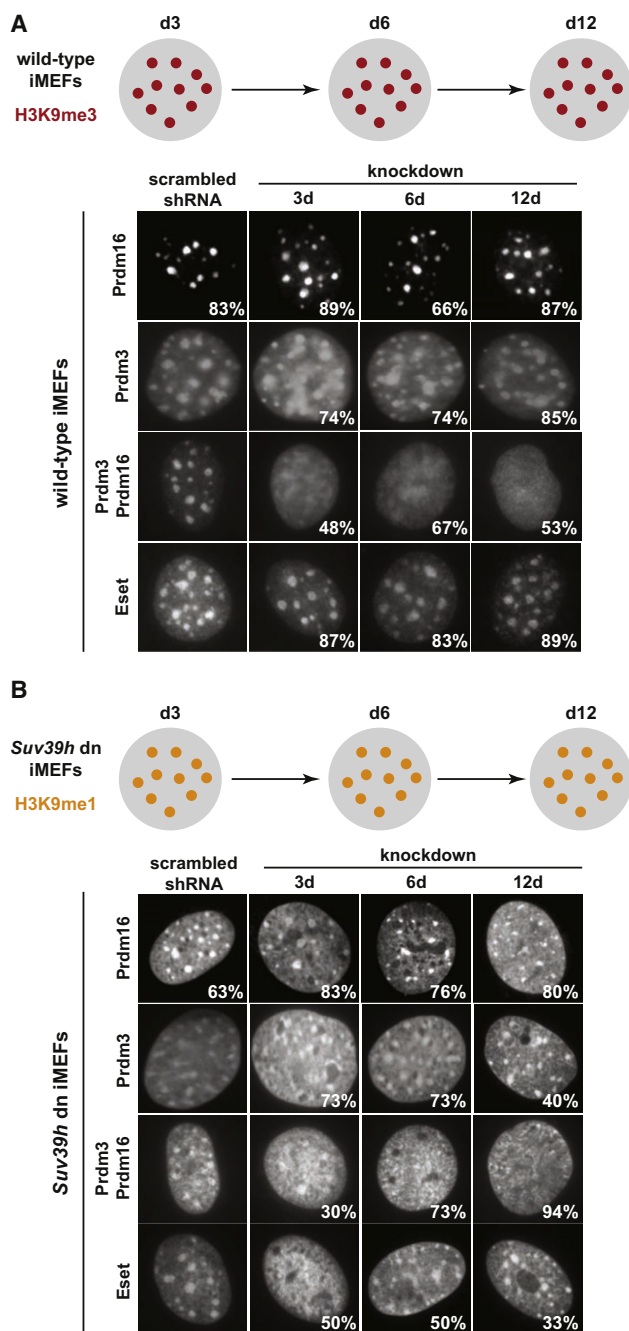 A
d3 d6 d12
wild-type
iMEFs
H3K9me3
scrambled
shRNA
knockdown
3d 6d 12d
wild-type iMEFs
Prdm16
83% 89% 66% 87%
Prdm3
74% 74% 85%
Prdm3
Prdm16
48% 67% 53%
Eset
87% 83% 89%
B
d3 d6 d12
Suv39h dn
iMEFs
H3K9me1
scrambled
shRNA
knockdown
3d 6d 12d
Suv39h dn iMEFs
Prdm16
63% 83% 76% 80%
Prdm3
73% 73% 40%
Prdm3
Prdm16
30% 73% 94%
Eset
50% 50% 33%